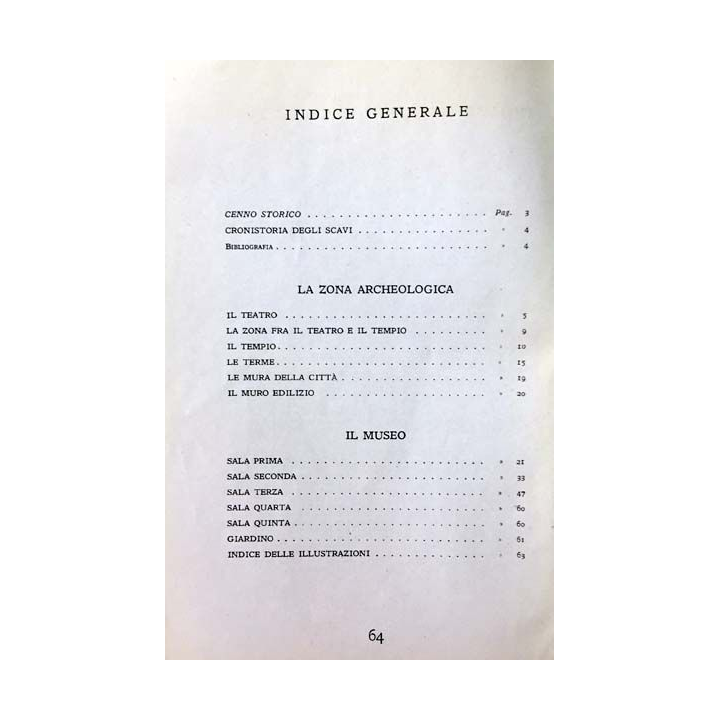 INDICE GENERALE
CENNO STORICO . . . . . . . . . . . . . . . . . . . . . . . Pag. 3
CRONISTORIA DEGLI SCAVI . . . . . . . . . . . . . . . . . » 4
BIBLIOGRAFIA . . . . . . . . . . . . . . . . . . . . . . . . . . . » 4
LA ZONA ARCHEOLOGICA
IL TEATRO . . . . . . . . . . . . . . . . . . . . . . . . . . » 5
LA ZONA FRA IL TEATRO E IL TEMPIO . . . . . . . . . » 9
IL TEMPIO . . . . . . . . . . . . . . . . . . . . . . . . . . . » 10
LE TERME . . . . . . . . . . . . . . . . . . . . . . . . . . . » 15
LE MURA DELLA CITTÀ . . . . . . . . . . . . . . . . . . . » 19
IL MURO EDILIZIO . . . . . . . . . . . . . . . . . . . . . » 20
IL MUSEO
SALA PRIMA . . . . . . . . . . . . . . . . . . . . . . . . . » 21
SALA SECONDA . . . . . . . . . . . . . . . . . . . . . . . . » 33
SALA TERZA . . . . . . . . . . . . . . . . . . . . . . . . . » 47
SALA QUARTA . . . . . . . . . . . . . . . . . . . . . . . . » 60
SALA QUINTA . . . . . . . . . . . . . . . . . . . . . . . . » 60
GIARDINO . . . . . . . . . . . . . . . . . . . . . . . . . . . » 61
INDICE DELLE ILLUSTRAZIONI . . . . . . . . . . . . . . » 63
64